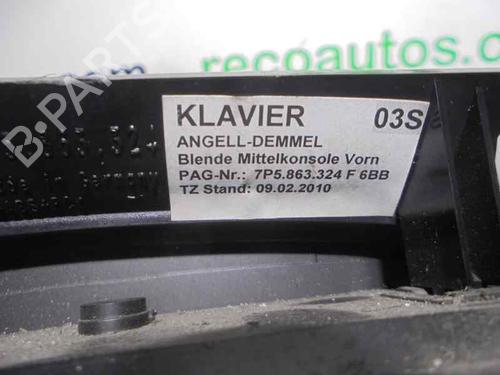 recoautos.com
.com
B-PARTS
KLAVIER 03S
ANGELL-DEMMEL
Blende Mittelkonsole Vorn
PAG-Nr.: 7P5.863.324 F 6BB
TZ Stand: 09.02.2010